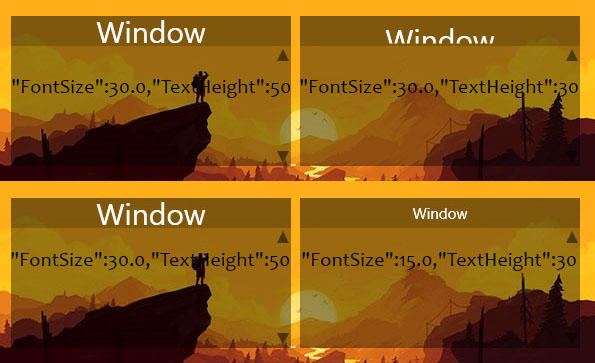 Window
"FontSize":30.0,"TextHeight":50
Window
"FontSize":30.0,"TextHeight":30
Window
"FontSize":30.0,"TextHeight":50
Window
"FontSize":15.0,"TextHeight":30